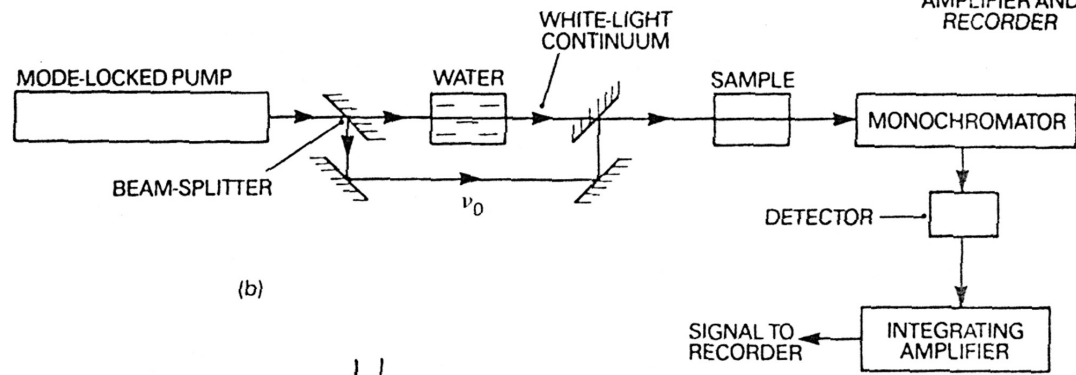 AMPLIFIER AND
RECORDER
WHITE-LIGHT
CONTINUUM
MODE-LOCKED PUMP
WATER
SAMPLE
MONOCHROMATOR
BEAM-SPLITTER
ν₀
DETECTOR
(b)
SIGNAL TO
RECORDER
INTEGRATING
AMPLIFIER